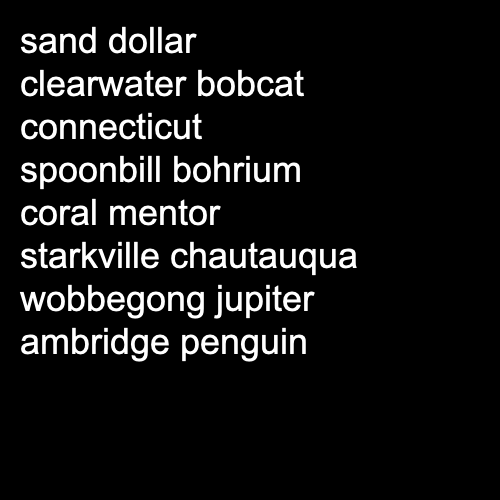 sand dollar
clearwater bobcat
connecticut
spoonbill bohrium
coral mentor
starkville chautauqua
wobbegong jupiter
ambridge penguin